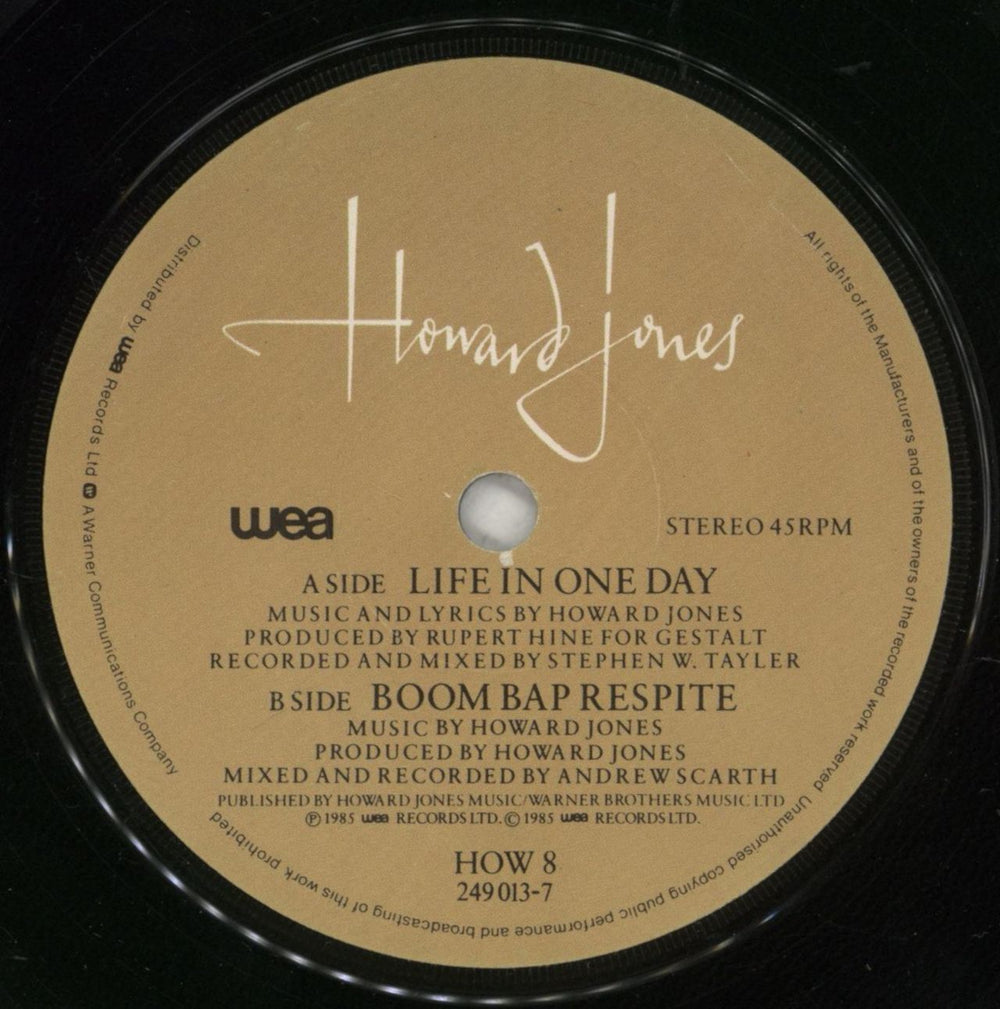 Howard Jones
wea
STEREO 45RPM
A SIDE LIFE IN ONE DAY
MUSIC AND LYRICS BY HOWARD JONES
PRODUCED BY RUPERT HINE FOR GESTALT
RECORDED AND MIXED BY STEPHEN W. TAYLER
B SIDE BOOM BAP RESPITE
MUSIC BY HOWARD JONES
PRODUCED BY HOWARD JONES
MIXED AND RECORDED BY ANDREW SCARTH
PUBLISHED BY HOWARD JONES MUSIC/WARNER BROTHERS MUSIC LTD
℗ 1985 wea RECORDS LTD. © 1985 wea RECORDS LTD.
HOW 8
249 013-7
Distributed by wea Records Ltd A Warner Communications Company
All rights of the Manufacturers and of the owners of the recorded work reserved Unauthorised copying public performance and broadcasting of this work prohibited